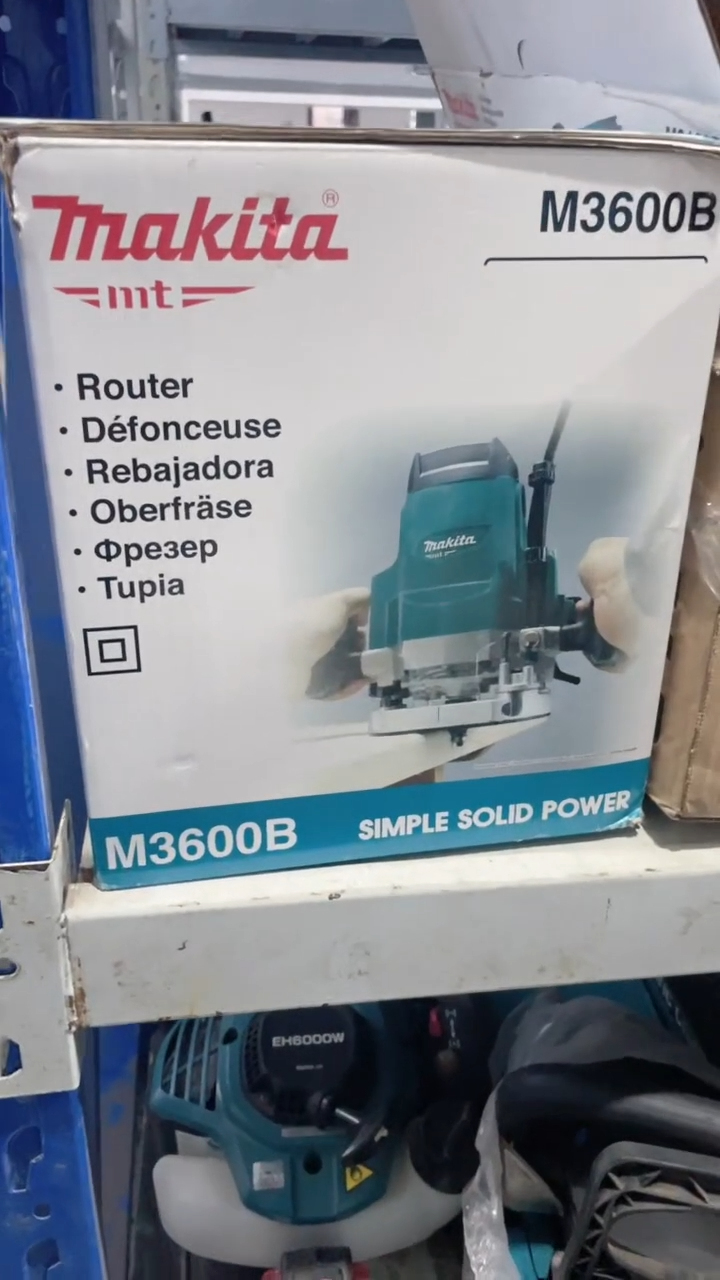 makita®
mt
M3600B
• Router
• Défonceuse
• Rebajadora
• Oberfräse
• Фрезер
• Tupia
makita
M3600B
SIMPLE SOLID POWER
EH6000W